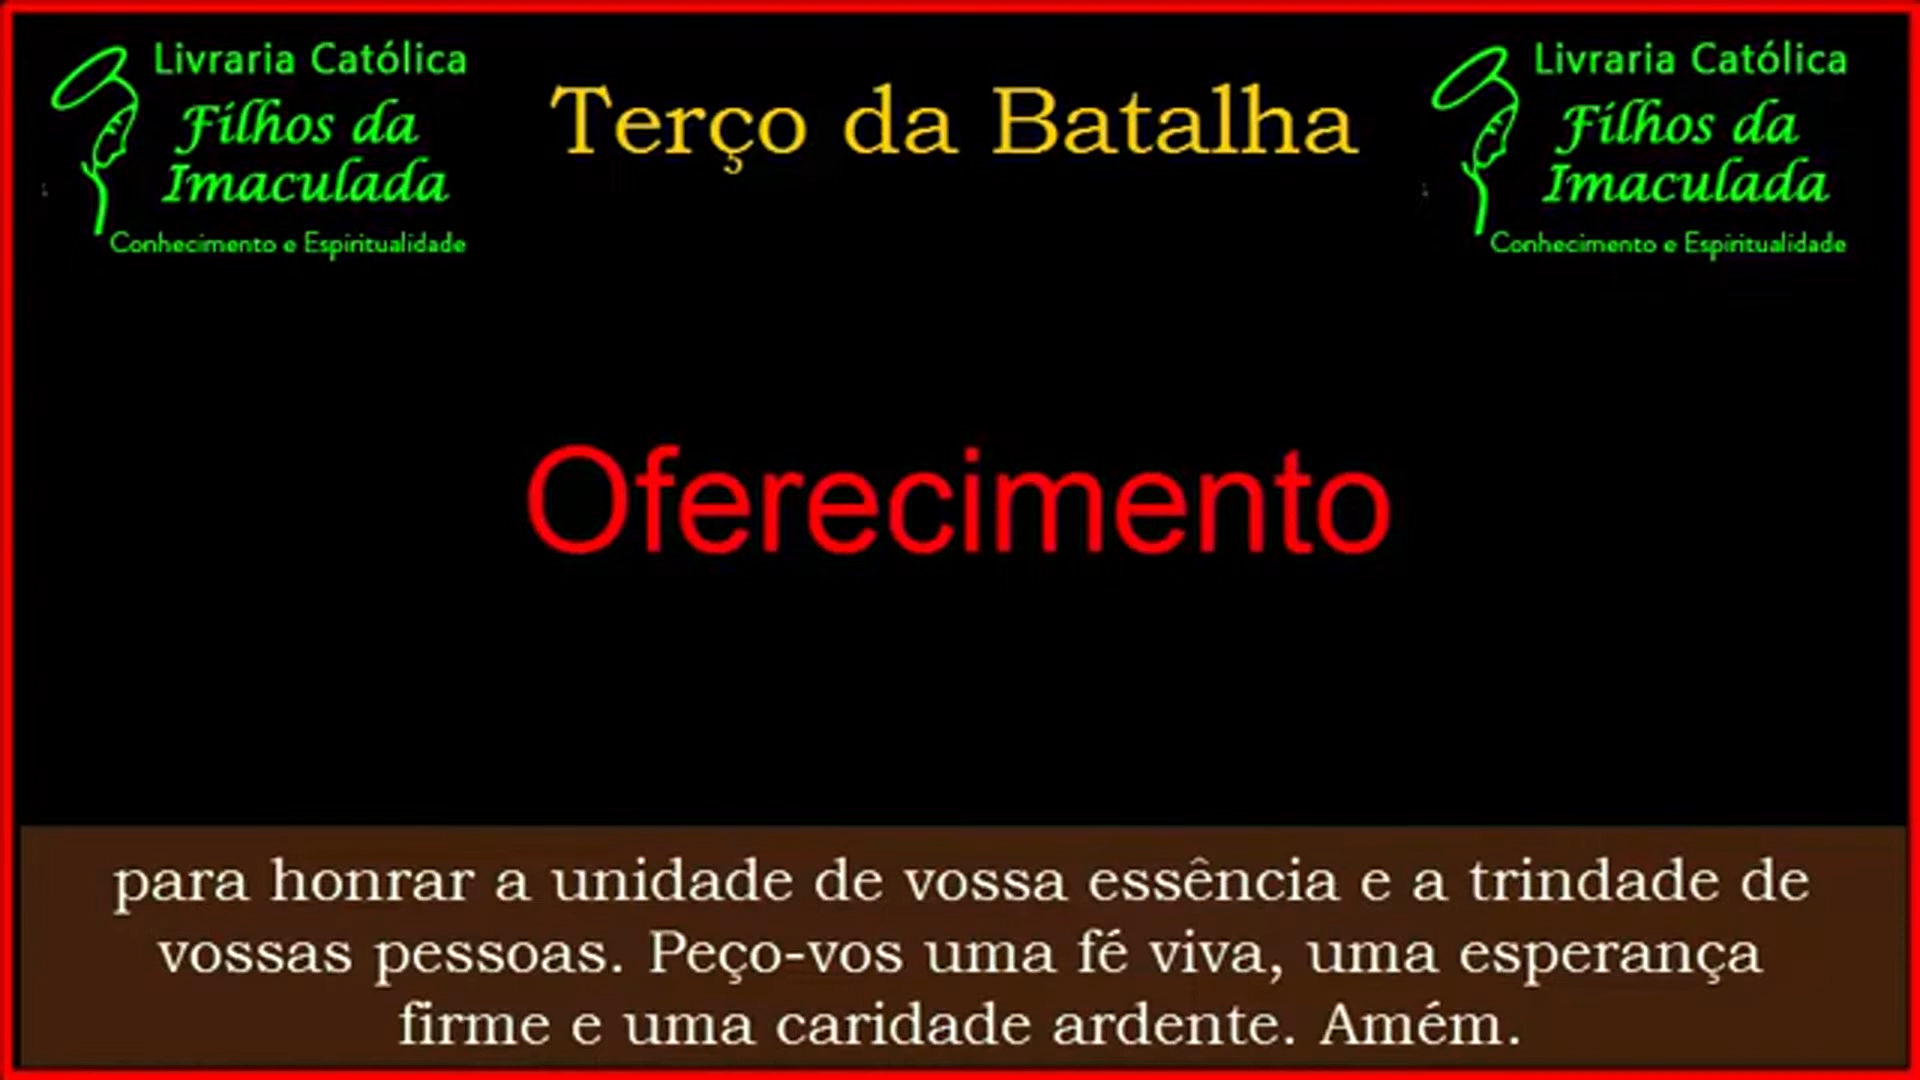 Livraria Católica
Filhos da
Imaculada
Conhecimento e Espiritualidade
Terço da Batalha
Livraria Católica
Filhos da
Imaculada
Conhecimento e Espiritualidade
Oferecimento
para honrar a unidade de vossa essência e a trindade de
vossas pessoas. Peço-vos uma fé viva, uma esperança
firme e uma caridade ardente. Amém.